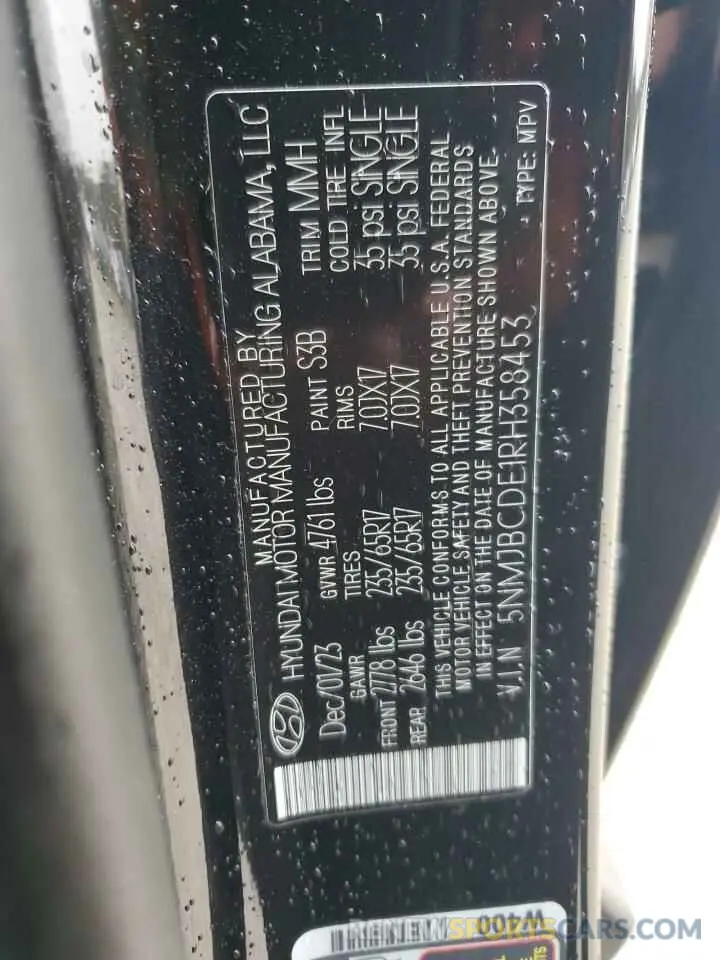 MANUFACTURED BY
HYUNDAI MOTOR MANUFACTURING ALABAMA, LLC
Dec/01/23 GVWR 4761 lbs PAINT S3B TRIM MMH
GAWR TIRES RIMS COLD TIRE INFL
FRONT 2778 lbs 235/65R17 7.0JX17 35 psi SINGLE
REAR 2646 lbs 235/65R17 7.0JX17 35 psi SINGLE
THIS VEHICLE CONFORMS TO ALL APPLICABLE U.S.A. FEDERAL
MOTOR VEHICLE SAFETY AND THEFT PREVENTION STANDARDS
IN EFFECT ON THE DATE OF MANUFACTURE SHOWN ABOVE.
V.I.N 5NMJBCDE1RH358453 TYPE: MPV
W400
SPORTSCARS.COM